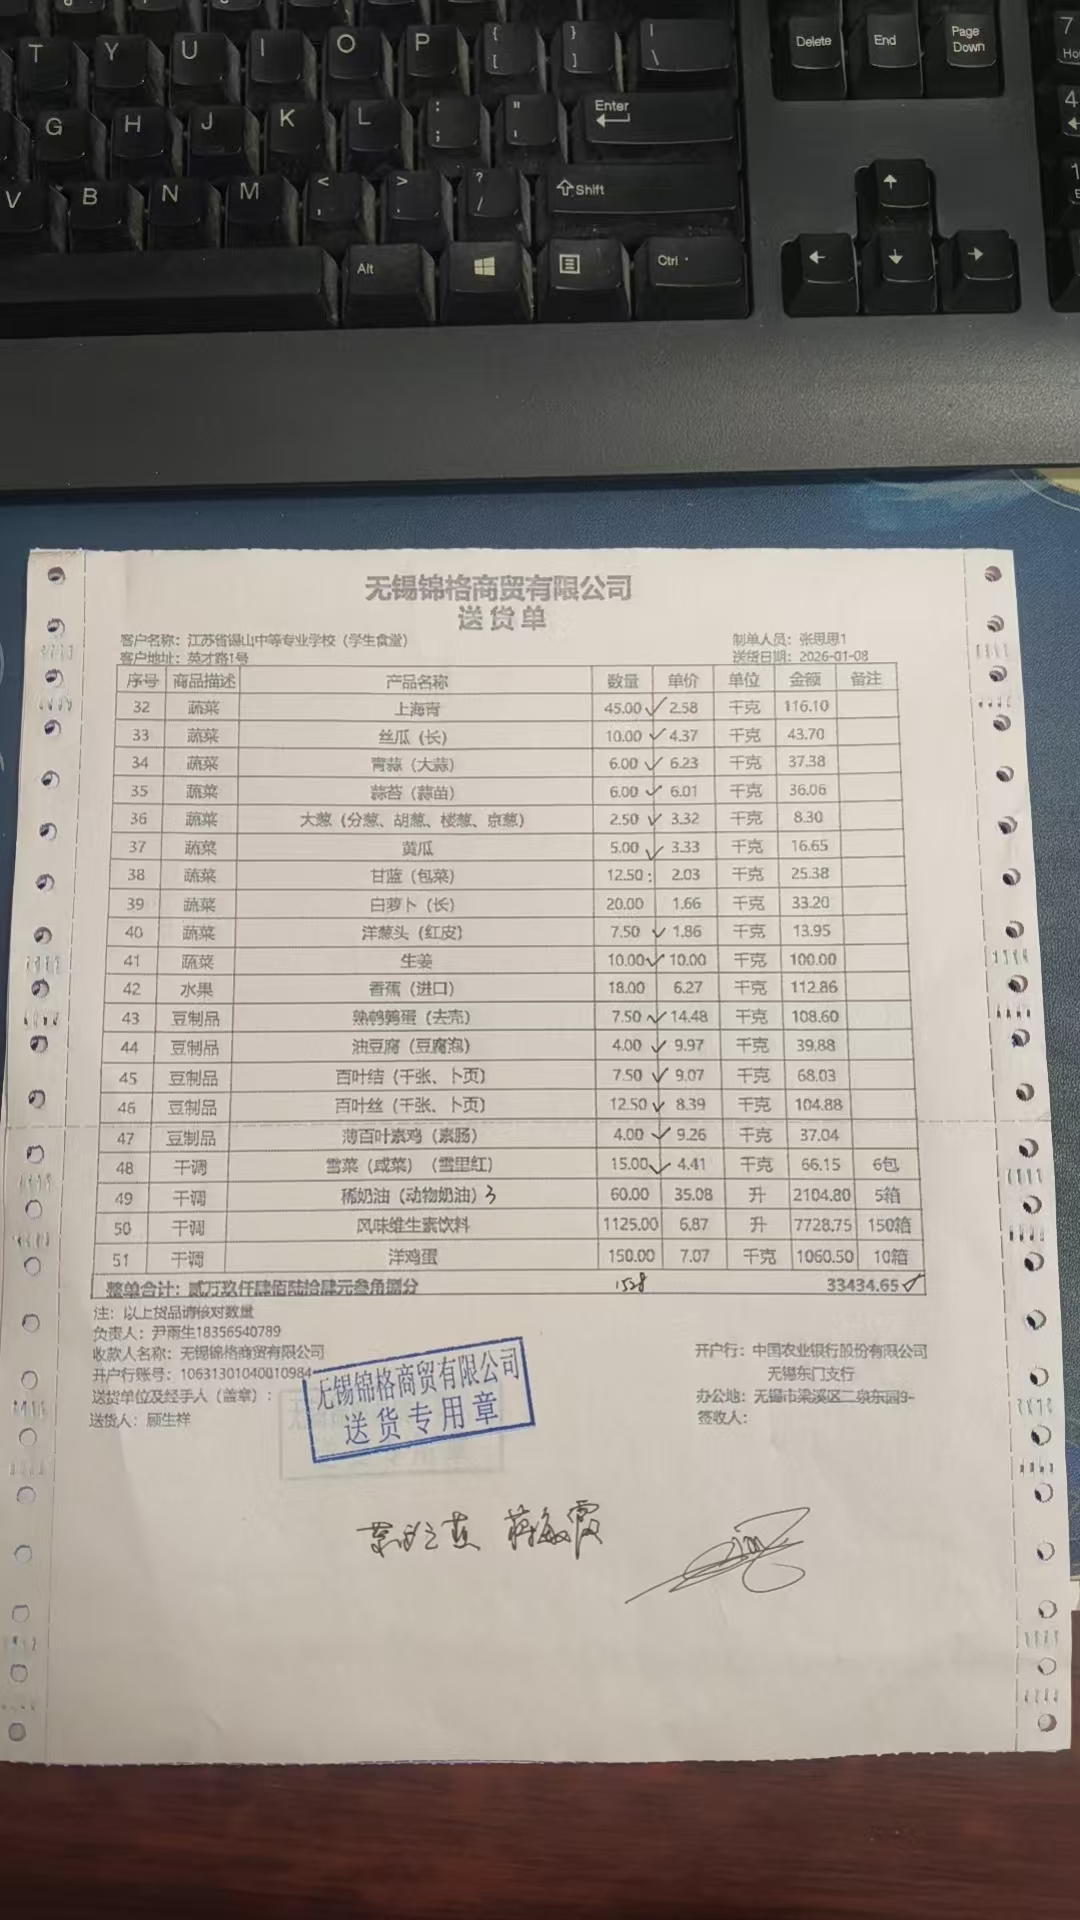 T Y U I O P { [ } ] | \ Delete End Page Down 7
G H J K L : ; " ' Enter 4
V B N M < , > . ? / Shift 1
Alt Ctrl
无锡锦格商贸有限公司
送货单
客户名称：江苏省锡山中等专业学校（学生食堂） 制单人员：张思思1
客户地址：英才路1号 送货日期：2026-01-08
序号 商品描述 产品名称 数量 单价 单位 金额 备注
32 蔬菜 上海青 45.00 2.58 千克 116.10
33 蔬菜 丝瓜（长） 10.00 4.37 千克 43.70
34 蔬菜 青蒜（大蒜） 6.00 6.23 千克 37.38
35 蔬菜 蒜苔（蒜苗） 6.00 6.01 千克 36.06
36 蔬菜 大葱（分葱、胡葱、楼葱、京葱） 2.50 3.32 千克 8.30
37 蔬菜 黄瓜 5.00 3.33 千克 16.65
38 蔬菜 甘蓝（包菜） 12.50 2.03 千克 25.38
39 蔬菜 白萝卜（长） 20.00 1.66 千克 33.20
40 蔬菜 洋葱头（红皮） 7.50 1.86 千克 13.95
41 蔬菜 生姜 10.00 10.00 千克 100.00
42 水果 香蕉（进口） 18.00 6.27 千克 112.86
43 豆制品 熟鹌鹑蛋（去壳） 7.50 14.48 千克 108.60
44 豆制品 油豆腐（豆腐泡） 4.00 9.97 千克 39.88
45 豆制品 百叶结（千张、卜页） 7.50 9.07 千克 68.03
46 豆制品 百叶丝（千张、卜页） 12.50 8.39 千克 104.88
47 豆制品 薄百叶素鸡（素肠） 4.00 9.26 千克 37.04
48 干调 雪菜（咸菜）（雪里红） 15.00 4.41 千克 66.15 6包
49 干调 稀奶油（动物奶油）3 60.00 35.08 升 2104.80 5箱
50 干调 风味维生素饮料 1125.00 6.87 升 7728.75 150箱
51 干调 洋鸡蛋 150.00 7.07 千克 1060.50 10箱
整单合计：贰万玖仟肆佰陆拾肆元叁角捌分 1528 33434.65
注：以上货品请核对数量
负责人：尹雨生18356540789
收款人名称：无锡锦格商贸有限公司 开户行：中国农业银行股份有限公司
无锡东门支行
开户行账号：10631301040010984
送货单位及经手人（盖章）： 办公地：无锡市梁溪区二泉东园9-
送货人：顾生祥 签收人：
无锡锦格商贸有限公司
送货专用章
蒋敏霞